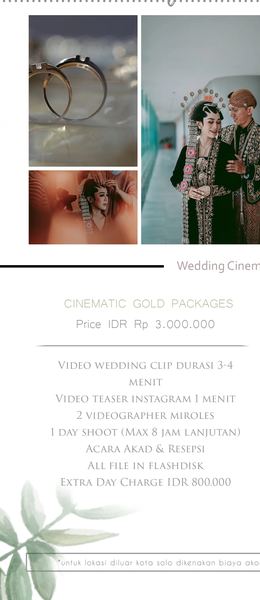 Wedding Cinem
CINEMATIC GOLD PACKAGES
Price IDR Rp 3.000.000
Video wedding clip durasi 3-4
menit
Video teaser instagram 1 menit
2 videographer miroles
1 day shoot (Max 8 jam lanjutan)
Acara Akad & Resepsi
All file in flashdisk
Extra Day Charge IDR 800.000
*untuk lokasi diluar kota solo dikenakan biaya ako